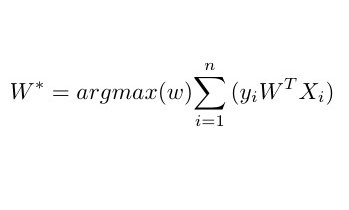 W* = argmax(w) \sum_{i=1}^{n} (y_i W^T X_i)